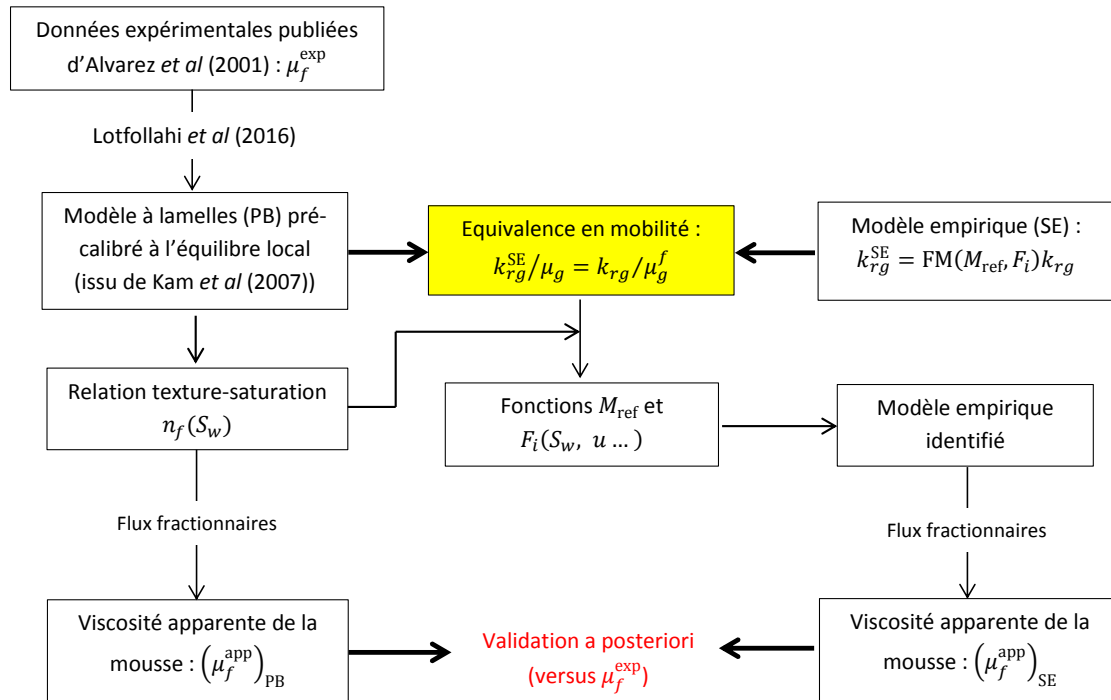 Données expérimentales publiées
d'Alvarez et al (2001) : μ_f^exp
Lotfollahi et al (2016)
Modèle à lamelles (PB) pré-
calibré à l'équilibre local
(issu de Kam et al (2007))
Equivalence en mobilité :
k_rg^SE/μ_g = k_rg/μ_g^f
Modèle empirique (SE) :
k_rg^SE = FM(M_ref, F_i)k_rg
Relation texture-saturation
n_f(S_w)
Fonctions M_ref et
F_i(S_w, u …)
Modèle empirique
identifié
Flux fractionnaires
Flux fractionnaires
Viscosité apparente de la
mousse : (μ_f^app)_PB
Validation a posteriori
(versus μ_f^exp)
Viscosité apparente de la
mousse : (μ_f^app)_SE